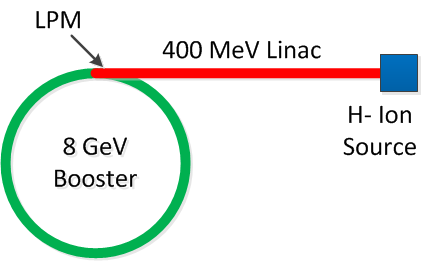 LPM
400 MeV Linac
H- Ion
Source
8 GeV
Booster